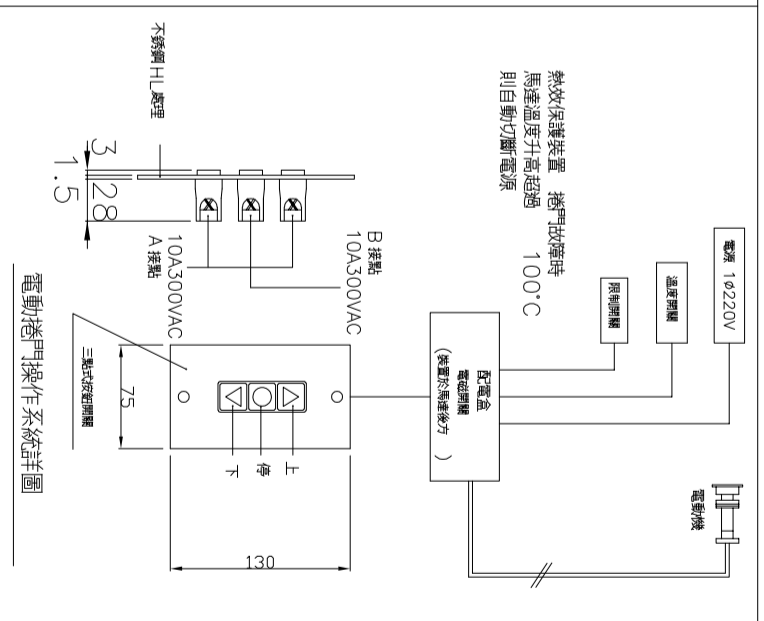 電源 1ϕ220V
溫度開關
限制開關
熱效保護裝置 捲門故障時
馬達溫度升高超過 100°C
則自動切斷電源
電動機
配電盒
電磁開關
(裝置於馬達後方 )
不銹鋼HL處理
3
28
1.5
B 接點
10A300VAC
10A300VAC
A 接點
三點式按鈕開關
75
上
停
下
130
電動捲門操作系統詳圖